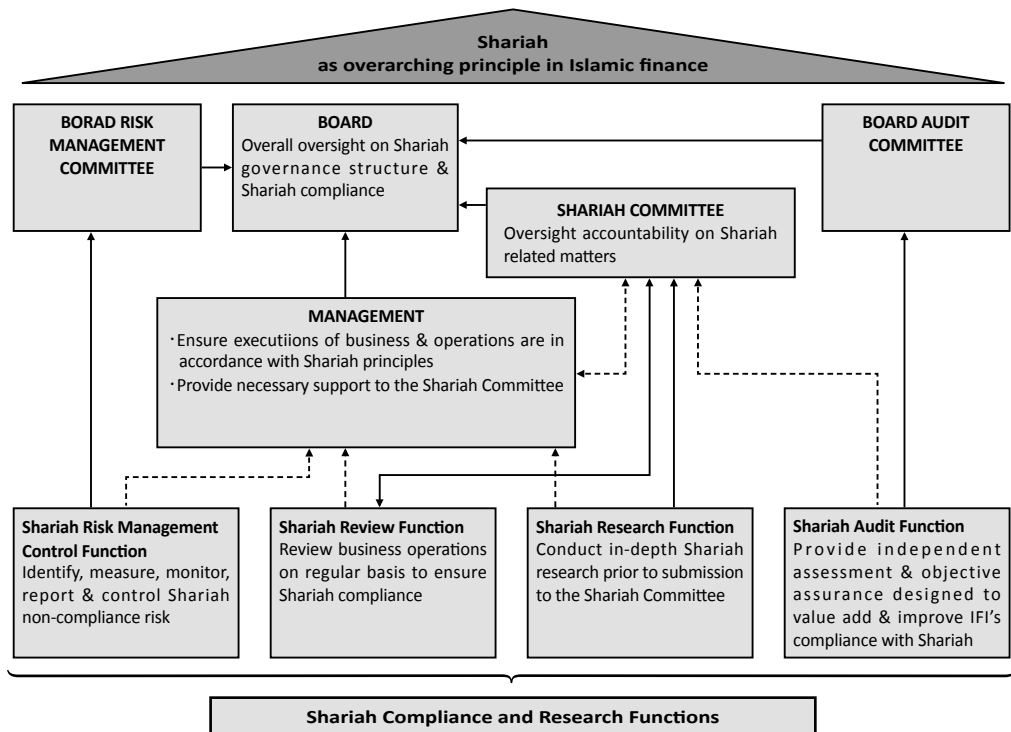 Shariah
as overarching principle in Islamic finance
BORAD RISK
MANAGEMENT
COMMITTEE
BOARD
Overall oversight on Shariah
governance structure &
Shariah compliance
BOARD AUDIT
COMMITTEE
SHARIAH COMMITTEE
Oversight accountability on Shariah
related matters
MANAGEMENT
·Ensure executiions of business & operations are in
accordance with Shariah principles
·Provide necessary support to the Shariah Committee
Shariah Risk Management
Control Function
Identify, measure, monitor,
report & control Shariah
non-compliance risk
Shariah Review Function
Review business operations
on regular basis to ensure
Shariah compliance
Shariah Research Function
Conduct in-depth Shariah
research prior to submission
to the Shariah Committee
Shariah Audit Function
Provide independent
assessment & objective
assurance designed to
value add & improve IFI's
compliance with Shariah
Shariah Compliance and Research Functions